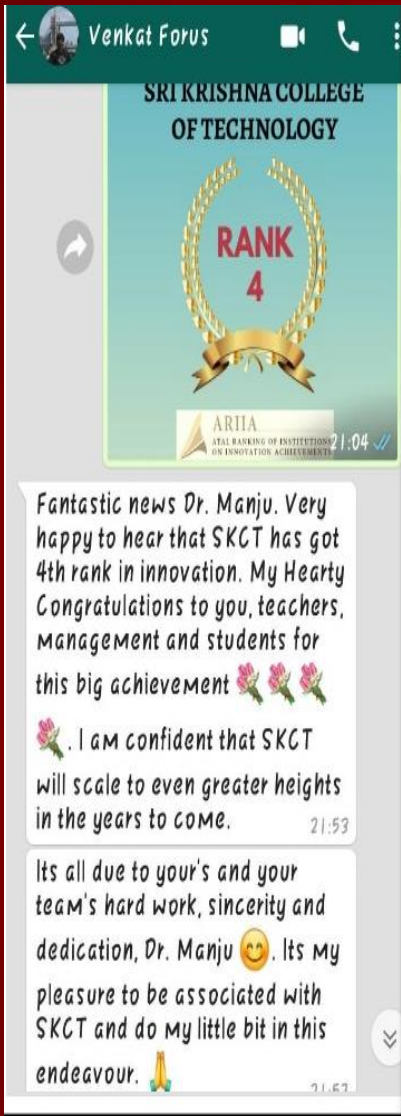 Venkat Forus
SRI KRISHNA COLLEGE
OF TECHNOLOGY
RANK
4
ARIIA
ATAL RANKING OF INSTITUTIONS
ON INNOVATION ACHIEVEMENTS
21:04
Fantastic news Dr. Manju. Very
happy to hear that SKCT has got
4th rank in innovation. My Hearty
Congratulations to you, teachers,
management and students for
this big achievement 💐💐💐
💐. I am confident that SKCT
will scale to even greater heights
in the years to come.
21:53
Its all due to your's and your
team's hard work, sincerity and
dedication, Dr. Manju 😊. Its my
pleasure to be associated with
SKCT and do my little bit in this
endeavour. 🙏
21:53